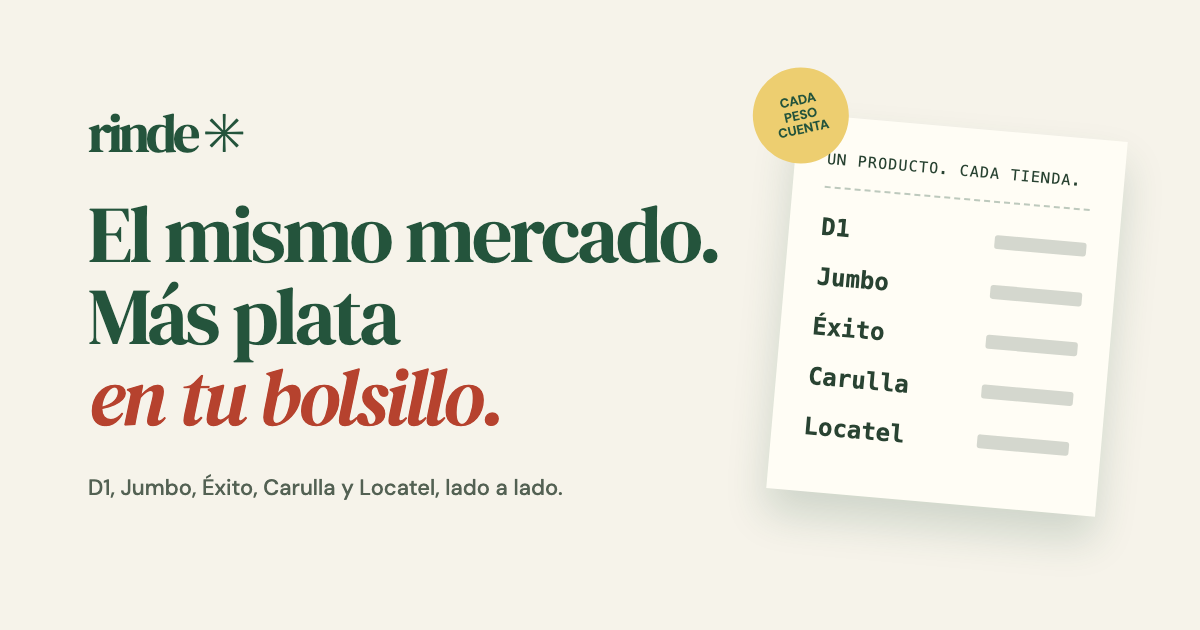 rinde
El mismo mercado.
Más plata
en tu bolsillo.
D1, Jumbo, Éxito, Carulla y Locatel, lado a lado.
CADA
PESO
CUENTA
UN PRODUCTO. CADA TIENDA.
D1
Jumbo
Éxito
Carulla
Locatel